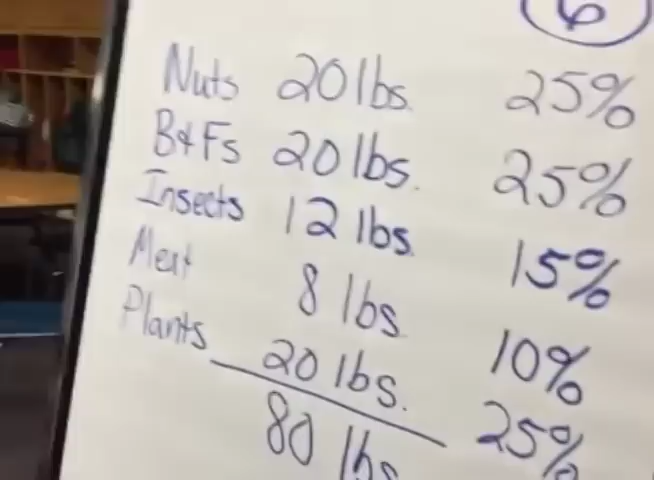 6
Nuts 20 lbs. 25%
B+Fs 20 lbs. 25%
Insects 12 lbs. 15%
Meat 8 lbs. 10%
Plants 20 lbs. 25%
80 lbs